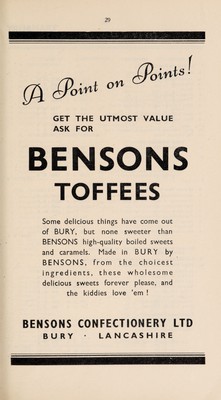 29
A Point on Points!
GET THE UTMOST VALUE
ASK FOR
BENSONS
TOFFEES
Some delicious things have come out
of BURY, but none sweeter than
BENSONS high-quality boiled sweets
and caramels. Made in BURY by
BENSONS, from the choicest
ingredients, these wholesome
delicious sweets forever please, and
the kiddies love 'em !
BENSONS CONFECTIONERY LTD
BURY · LANCASHIRE